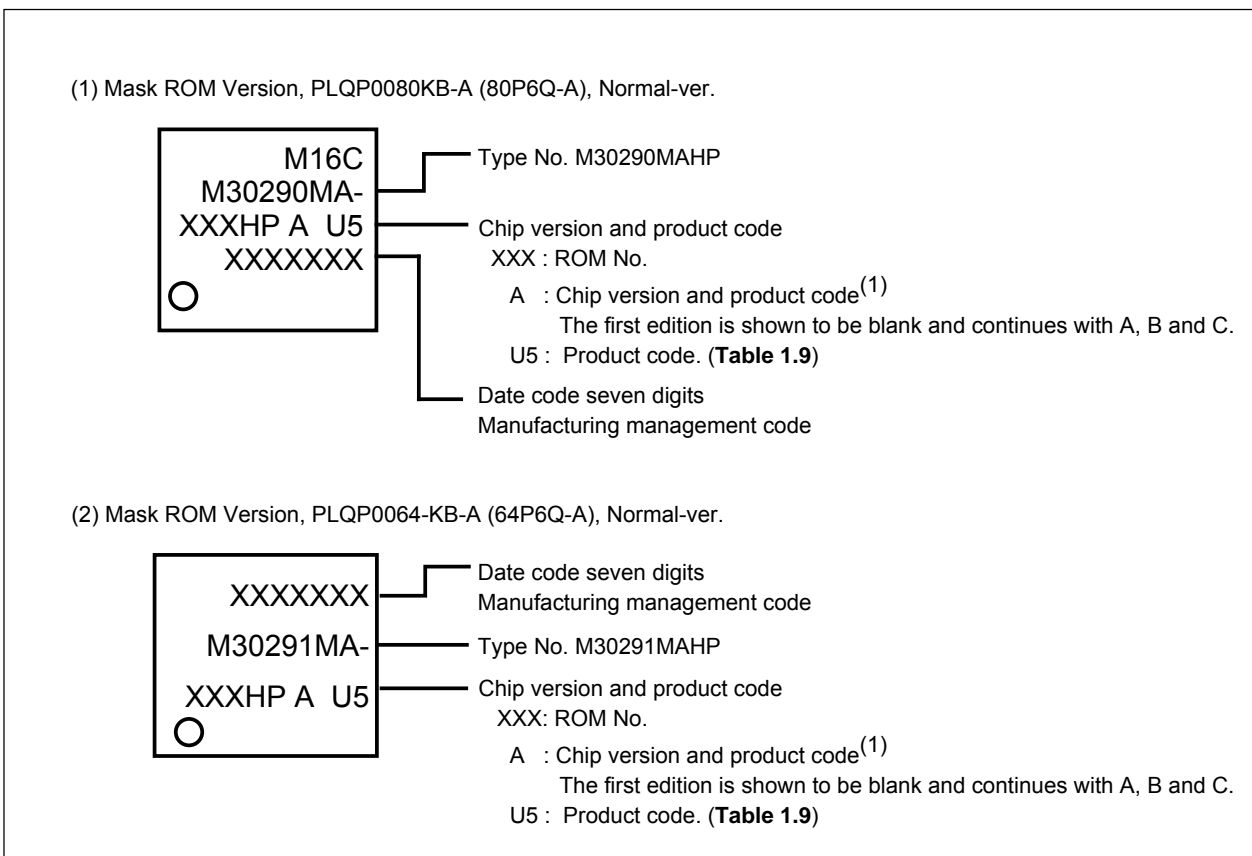 (1) Mask ROM Version, PLQP0080KB-A (80P6Q-A), Normal-ver.
M16C
M30290MA-
XXXHP A U5
XXXXXXX
Type No. M30290MAHP
Chip version and product code
XXX : ROM No.
A : Chip version and product code(1)
The first edition is shown to be blank and continues with A, B and C.
U5 : Product code. (Table 1.9)
Date code seven digits
Manufacturing management code
(2) Mask ROM Version, PLQP0064-KB-A (64P6Q-A), Normal-ver.
XXXXXXX
M30291MA-
XXXHP A U5
Date code seven digits
Manufacturing management code
Type No. M30291MAHP
Chip version and product code
XXX: ROM No.
A : Chip version and product code(1)
The first edition is shown to be blank and continues with A, B and C.
U5 : Product code. (Table 1.9)